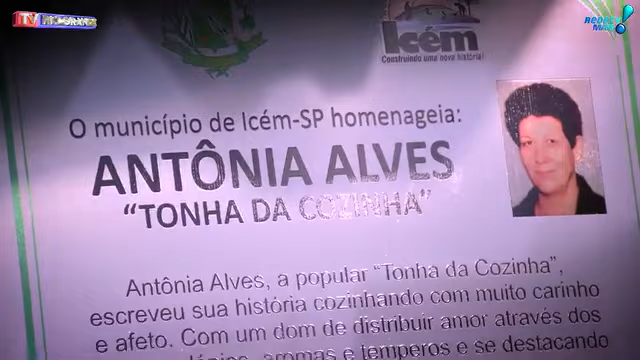 Icém
Construindo uma nova história!
O município de Icém-SP homenageia:
ANTÔNIA ALVES
“TONHA DA COZINHA”
Antônia Alves, a popular “Tonha da Cozinha”,
escreveu sua história cozinhando com muito carinho
e afeto. Com um dom de distribuir amor através dos
aromas e temperos e se destacando